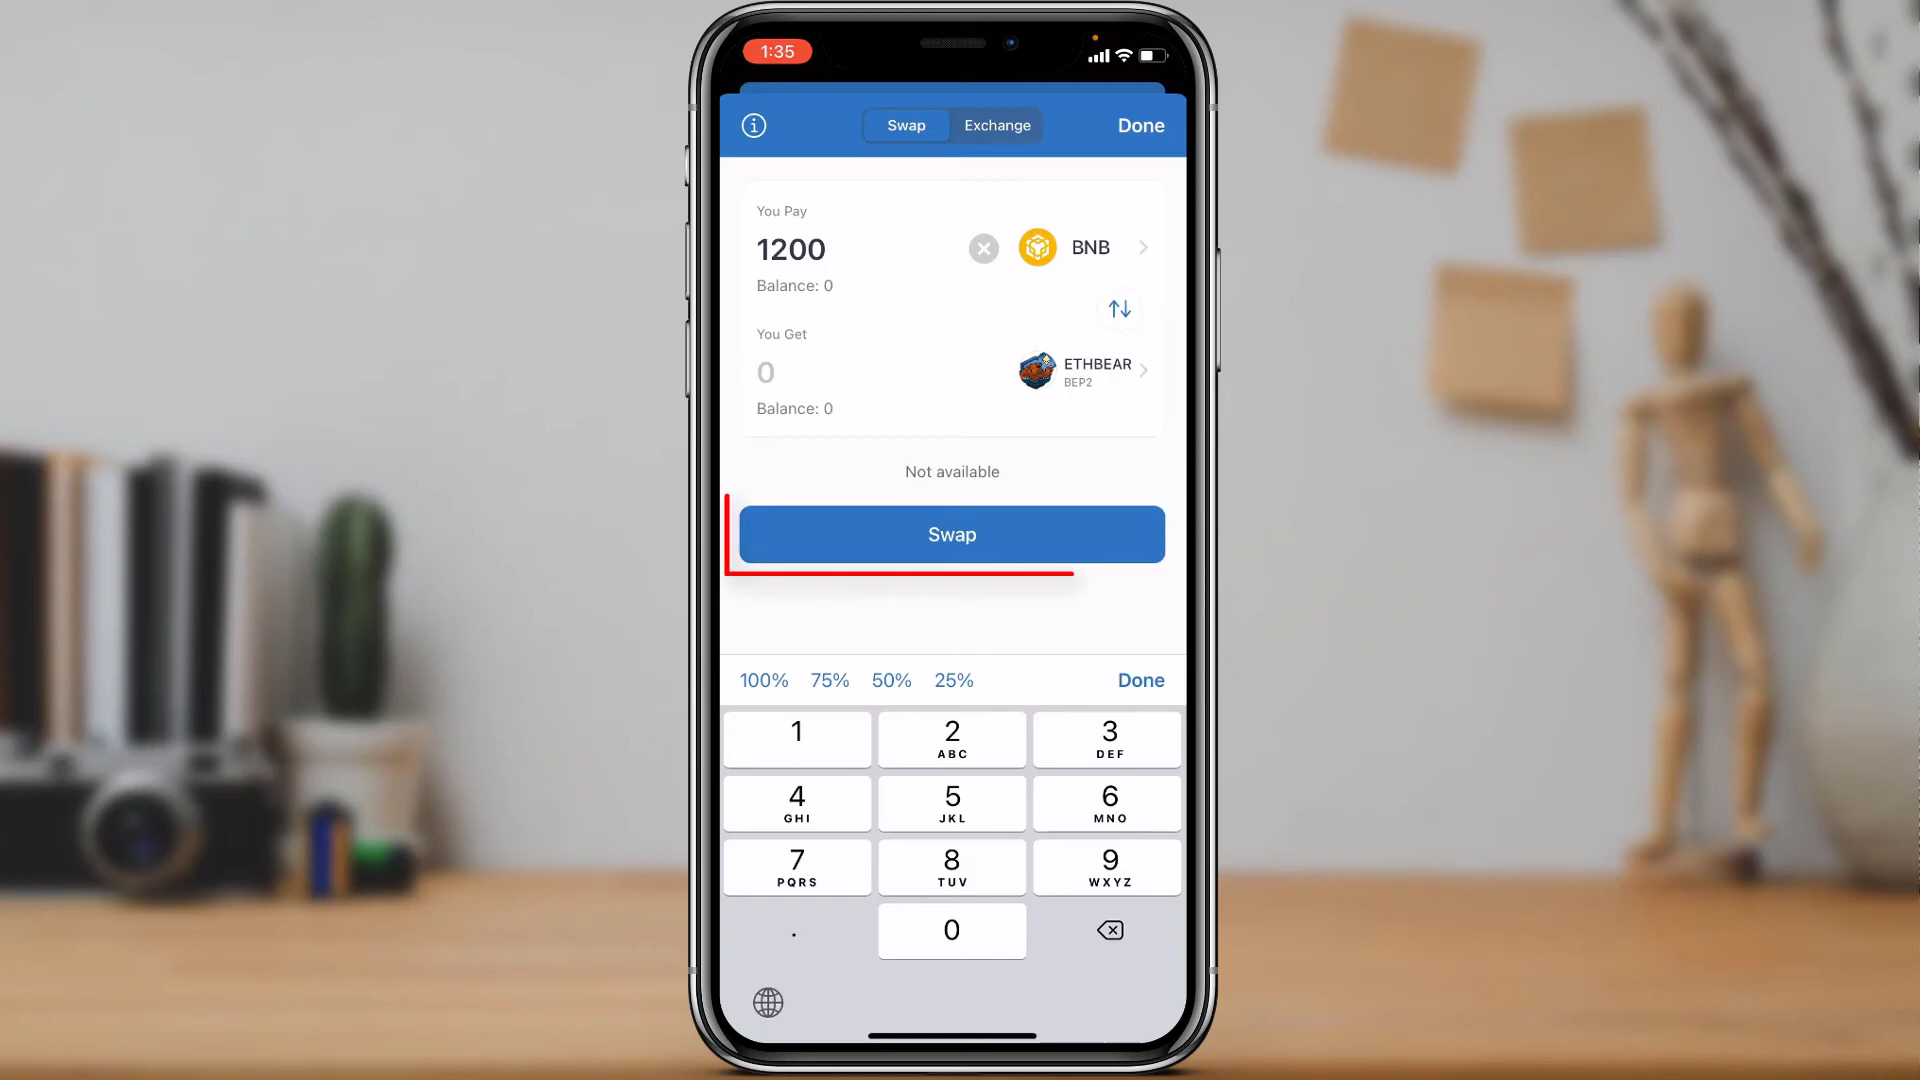 1:35
Swap Exchange Done
You Pay
1200 BNB
Balance: 0
You Get
0 ETHBEAR
BEP2
Balance: 0
Not available
Swap
100% 75% 50% 25% Done
1 2 3
ABC DEF
4 5 6
GHI JKL MNO
7 8 9
PQRS TUV WXYZ
. 0